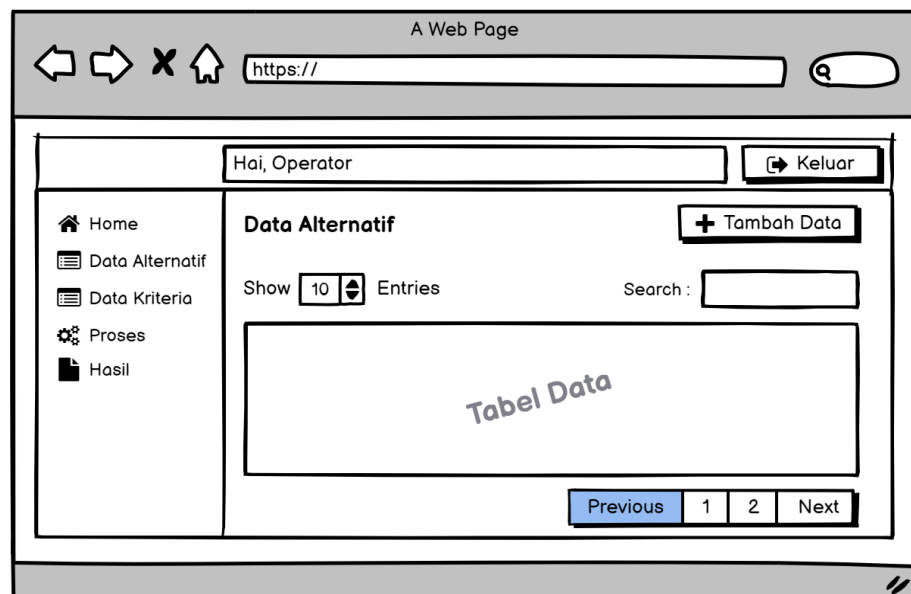 A Web Page
https://
Hai, Operator
Keluar
Home
Data Alternatif
Data Kriteria
Proses
Hasil
Data Alternatif
Tambah Data
Show 10 Entries
Search :
Tabel Data
Previous 1 2 Next